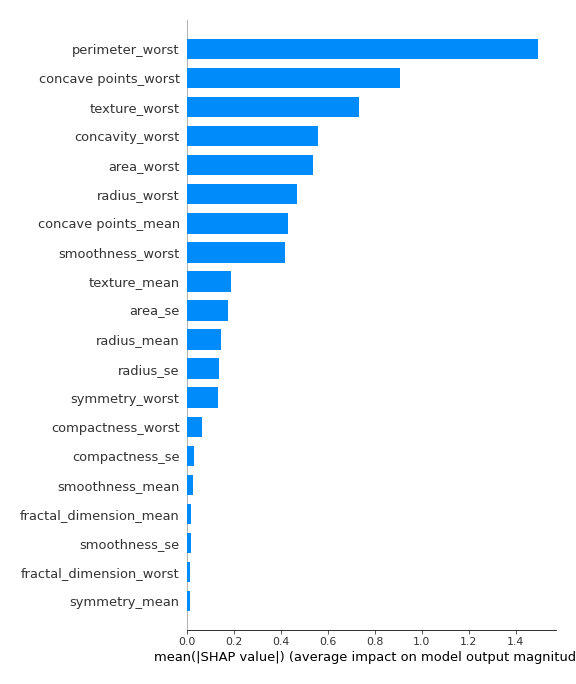 perimeter_worst
concave points_worst
texture_worst
concavity_worst
area_worst
radius_worst
concave points_mean
smoothness_worst
texture_mean
area_se
radius_mean
radius_se
symmetry_worst
compactness_worst
compactness_se
smoothness_mean
fractal_dimension_mean
smoothness_se
fractal_dimension_worst
symmetry_mean
0.0 0.2 0.4 0.6 0.8 1.0 1.2 1.4
mean(|SHAP value|) (average impact on model output magnitud